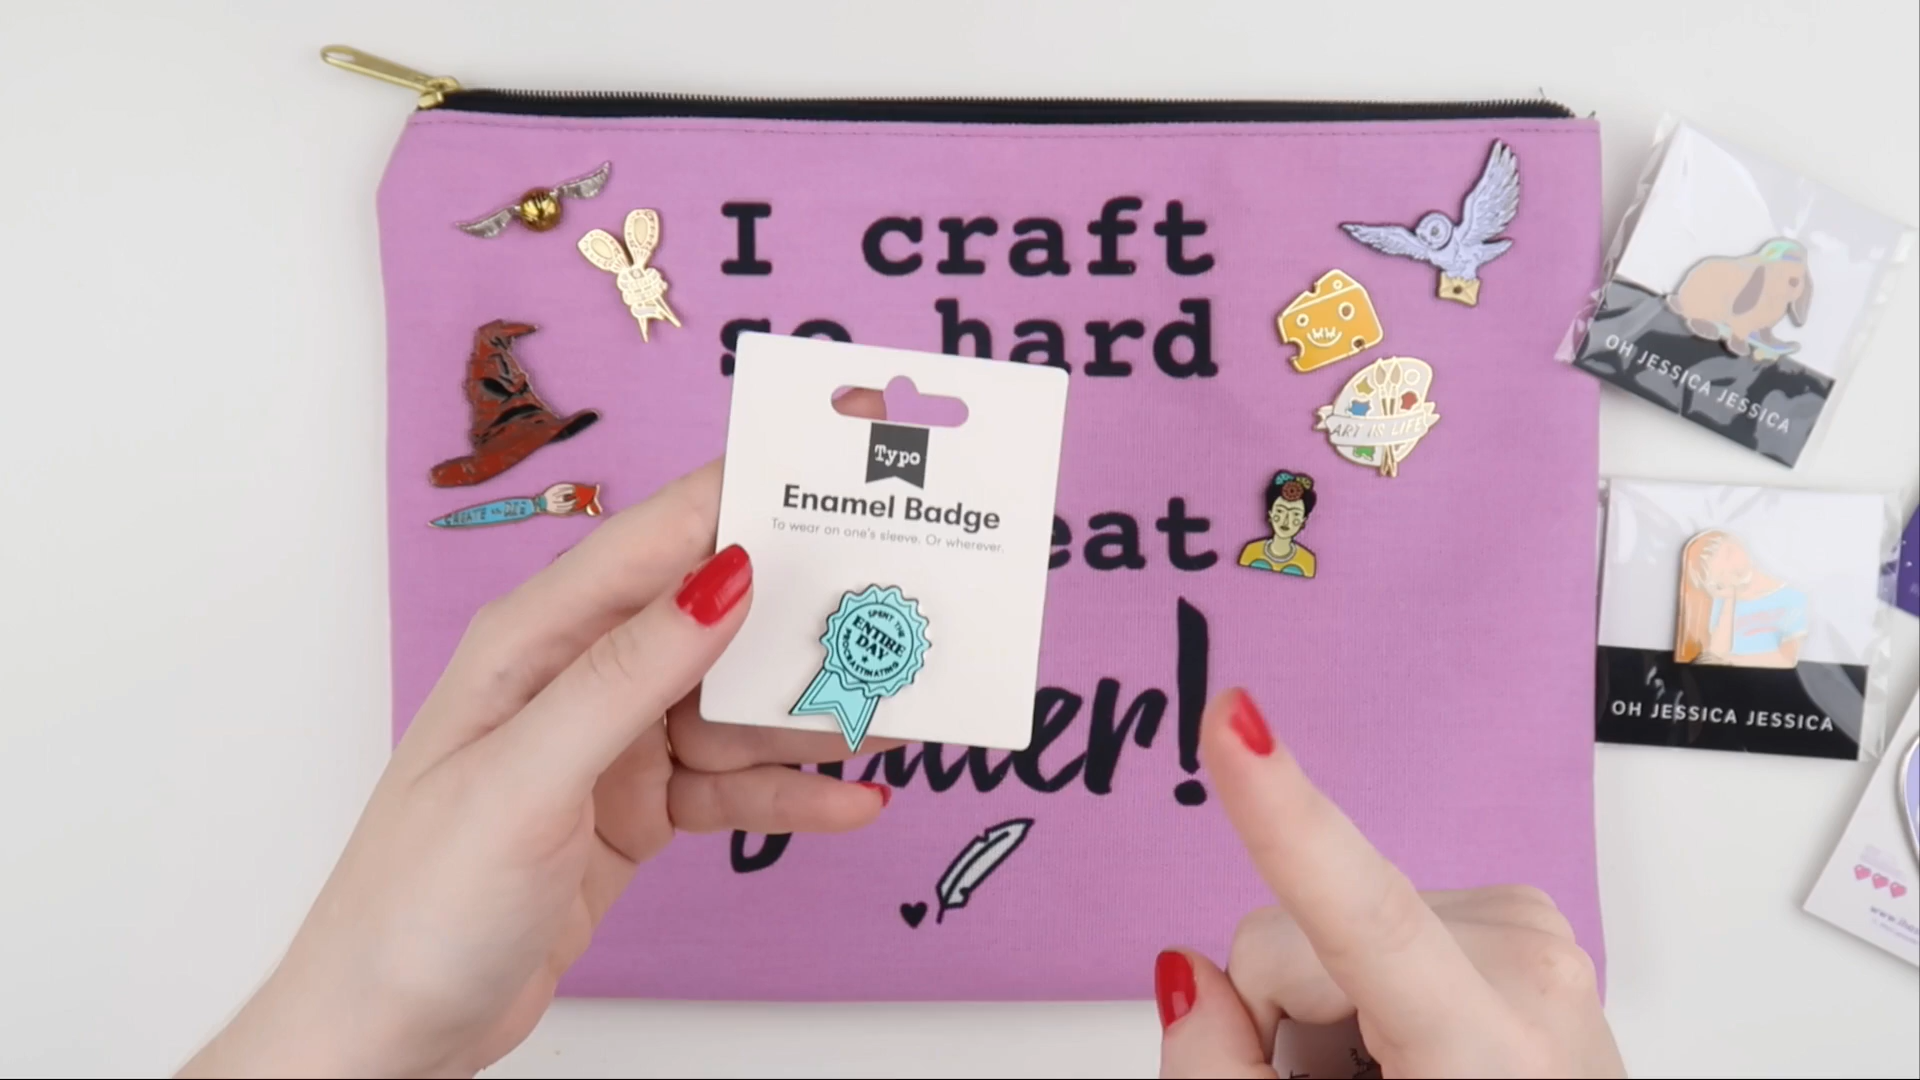 I craft
so hard
eat
!
Typo
Enamel Badge
To wear on one's sleeve. Or wherever.
SPENT THE
ENTIRE
DAY
PROCRASTINATING
ART IS LIFE
OH JESSICA JESSICA
OH JESSICA JESSICA